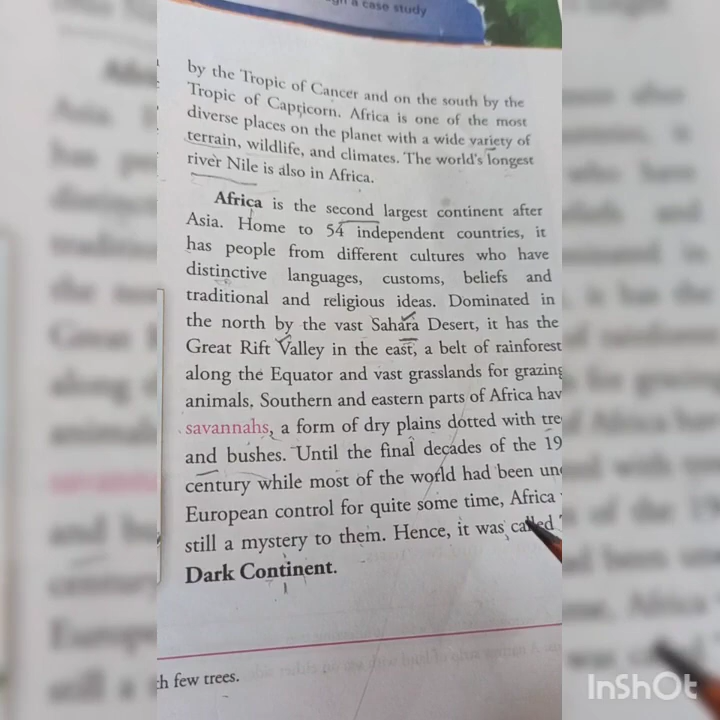 a case study
by the Tropic of Cancer and on the south by the
Tropic of Capricorn. Africa is one of the most
diverse places on the planet with a wide variety of
terrain, wildlife, and climates. The world's longest
river Nile is also in Africa.
Africa is the second largest continent after
Asia. Home to 54 independent countries, it
has people from different cultures who have
distinctive languages, customs, beliefs and
traditional and religious ideas. Dominated in
the north by the vast Sahara Desert, it has the
Great Rift Valley in the east, a belt of rainforest
along the Equator and vast grasslands for grazing
animals. Southern and eastern parts of Africa hav
savannahs, a form of dry plains dotted with tre
and bushes. Until the final decades of the 19
century while most of the world had been un
European control for quite some time, Africa
still a mystery to them. Hence, it was called
Dark Continent.
few trees.
InShOt